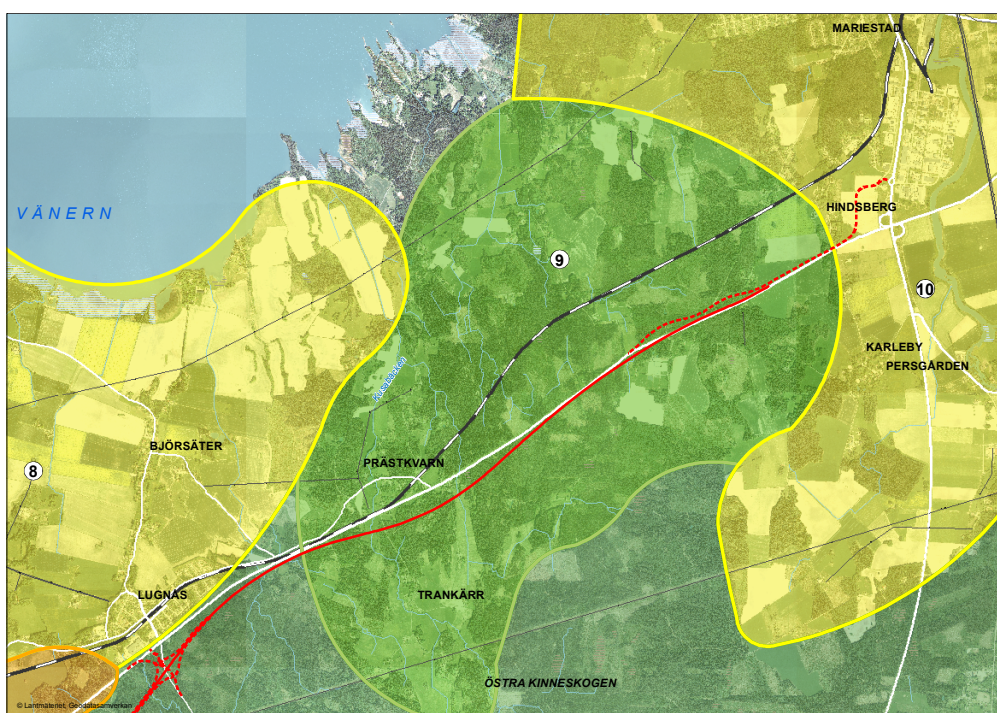 MARIESTAD
VÄNERN
HINDSBERG
9
10
KARLEBY
PERSGÅRDEN
BJÖRSÄTER
PRÄSTKVARN
8
LUGNÅS
TRANKÄRR
ÖSTRA KINNESKOGEN
© Lantmäteriet, Geodatasamverkan